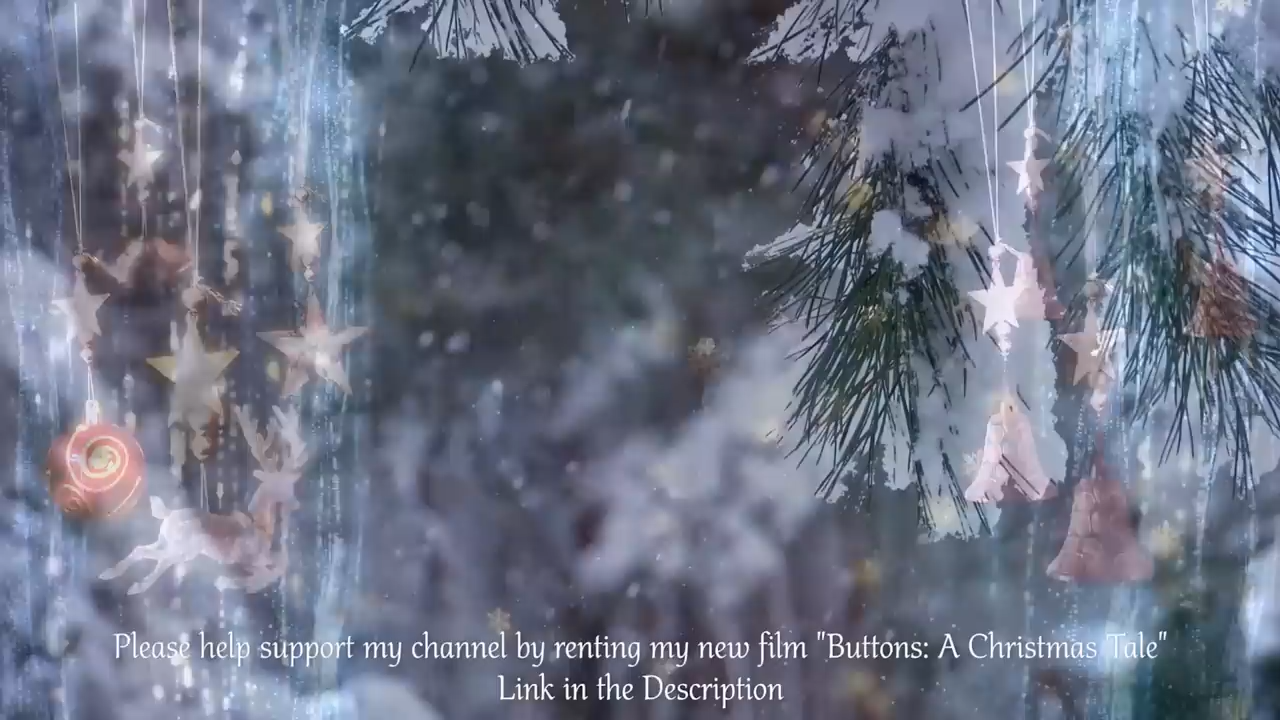 Please help support my channel by renting my new film "Buttons: A Christmas Tale"
Link in the Description